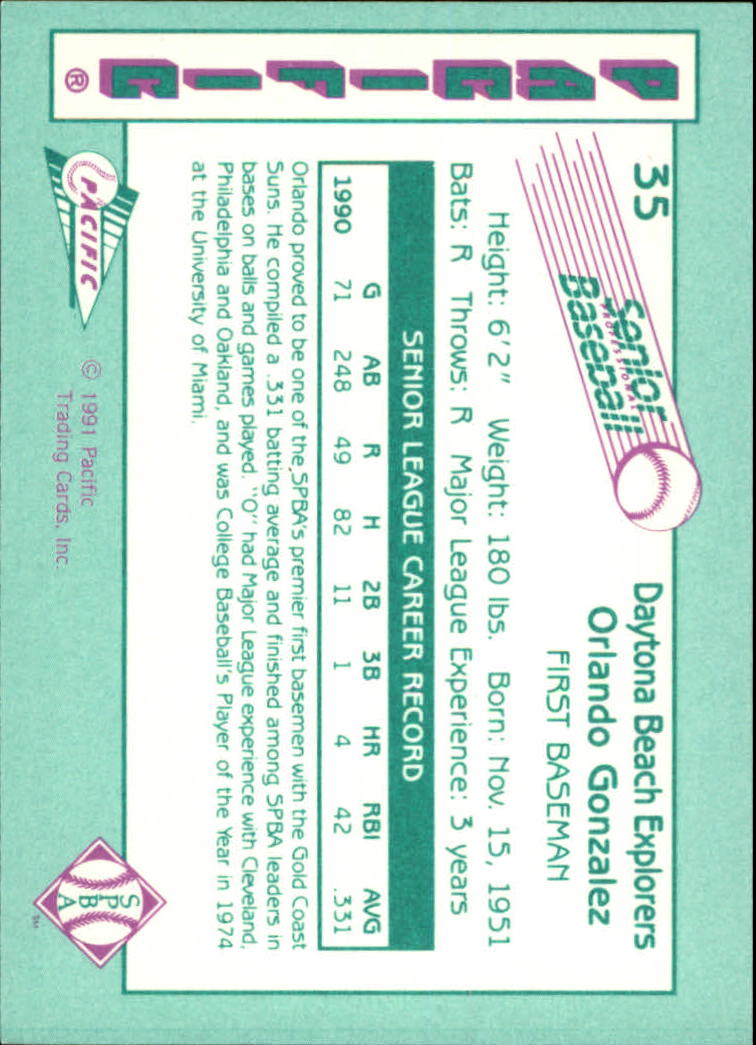 PACIFIC®
35
Senior
PROFESSIONAL
Baseball
Daytona Beach Explorers
Orlando Gonzalez
FIRST BASEMAN
Height: 6'2" Weight: 180 lbs. Born: Nov. 15, 1951
Bats: R Throws: R Major League Experience: 3 years
SENIOR LEAGUE CAREER RECORD
G AB R H 2B 3B HR RBI AVG
1990 71 248 49 82 11 1 4 42 .331
Orlando proved to be one of the SPBA's premier first basemen with the Gold Coast
Suns. He compiled a .331 batting average and finished among SPBA leaders in
bases on balls and games played. "O" had Major League experience with Cleveland,
Philadelphia and Oakland, and was College Baseball's Player of the Year in 1974
at the University of Miami.
PACIFIC
© 1991 Pacific
Trading Cards, Inc.
S
P
B
A
TM